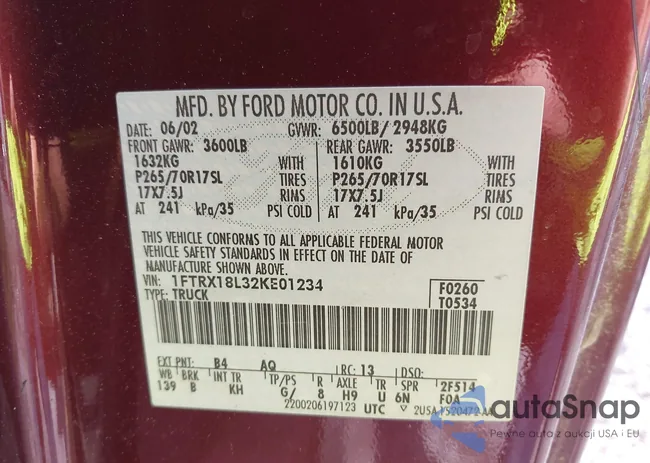 MFD. BY FORD MOTOR CO. IN U.S.A.
DATE: 06/02 GVWR: 6500LB/ 2948KG
FRONT GAWR: 3600LB REAR GAWR: 3550LB
1632KG WITH 1610KG WITH
P265/70R17SL TIRES P265/70R17SL TIRES
17X7.5J RIMS 17X7.5J RIMS
AT 241 kPa/35 PSI COLD AT 241 kPa/35 PSI COLD
THIS VEHICLE CONFORMS TO ALL APPLICABLE FEDERAL MOTOR
VEHICLE SAFETY STANDARDS IN EFFECT ON THE DATE OF
MANUFACTURE SHOWN ABOVE.
VIN: 1FTRX18L32KE01234 F0260
TYPE: TRUCK T0534
EXT PNT: B4 AQ RC: 13 DSO:
WB BRK INT TR TP/PS R AXLE TR SPR 2F514
139 B KH G/ 8 H9 U 6N F0A
2200206197123 UTC
autaSnap
Pewne auta z aukcji USA i EU